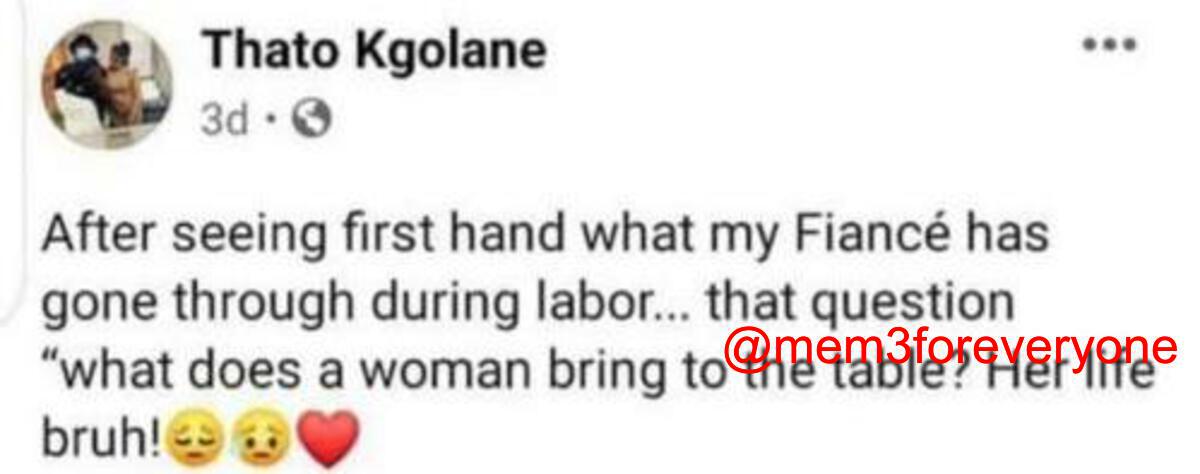 Thato Kgolane
3d ·
After seeing first hand what my Fiancé has
gone through during labor... that question
“what does a woman bring to the table? Her life
bruh!😔😥❤️
@mem3foreveryone